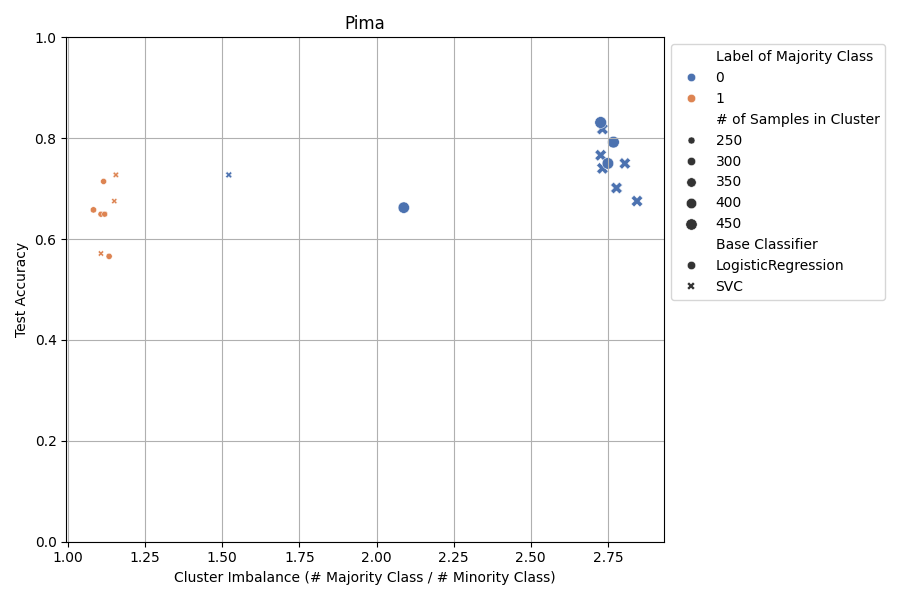 Pima
1.0
0.8
0.6
0.4
0.2
0.0
Test Accuracy
1.00 1.25 1.50 1.75 2.00 2.25 2.50 2.75
Cluster Imbalance (# Majority Class / # Minority Class)
Label of Majority Class
0
1
# of Samples in Cluster
250
300
350
400
450
Base Classifier
LogisticRegression
SVC